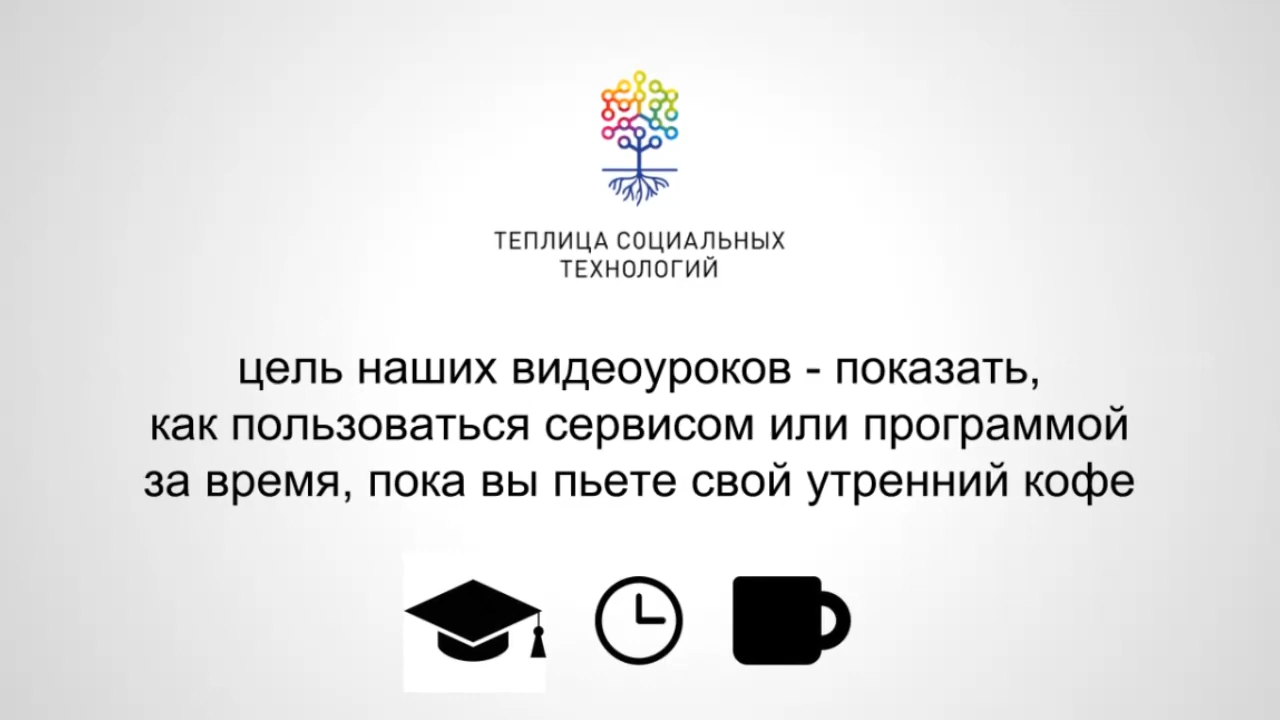 ТЕПЛИЦА СОЦИАЛЬНЫХ
ТЕХНОЛОГИЙ
цель наших видеоуроков - показать,
как пользоваться сервисом или программой
за время, пока вы пьете свой утренний кофе